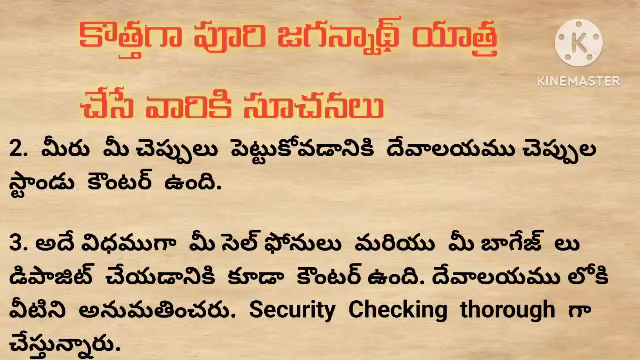 కొత్తగా పూరి జగన్నాథ్ యాత్ర
చేసే వారికి సూచనలు
KINEMASTER
2. మీరు మీ చెప్పులు పెట్టుకోవడానికి దేవాలయము చెప్పుల
స్టాండు కౌంటర్ ఉంది.
3. అదే విధముగా మీ సెల్ ఫోనులు మరియు మీ బాగేజ్ లు
డిపాజిట్ చేయడానికి కూడా కౌంటర్ ఉంది. దేవాలయము లోకి
వీటిని అనుమతించరు. Security Checking thorough గా
చేస్తున్నారు.